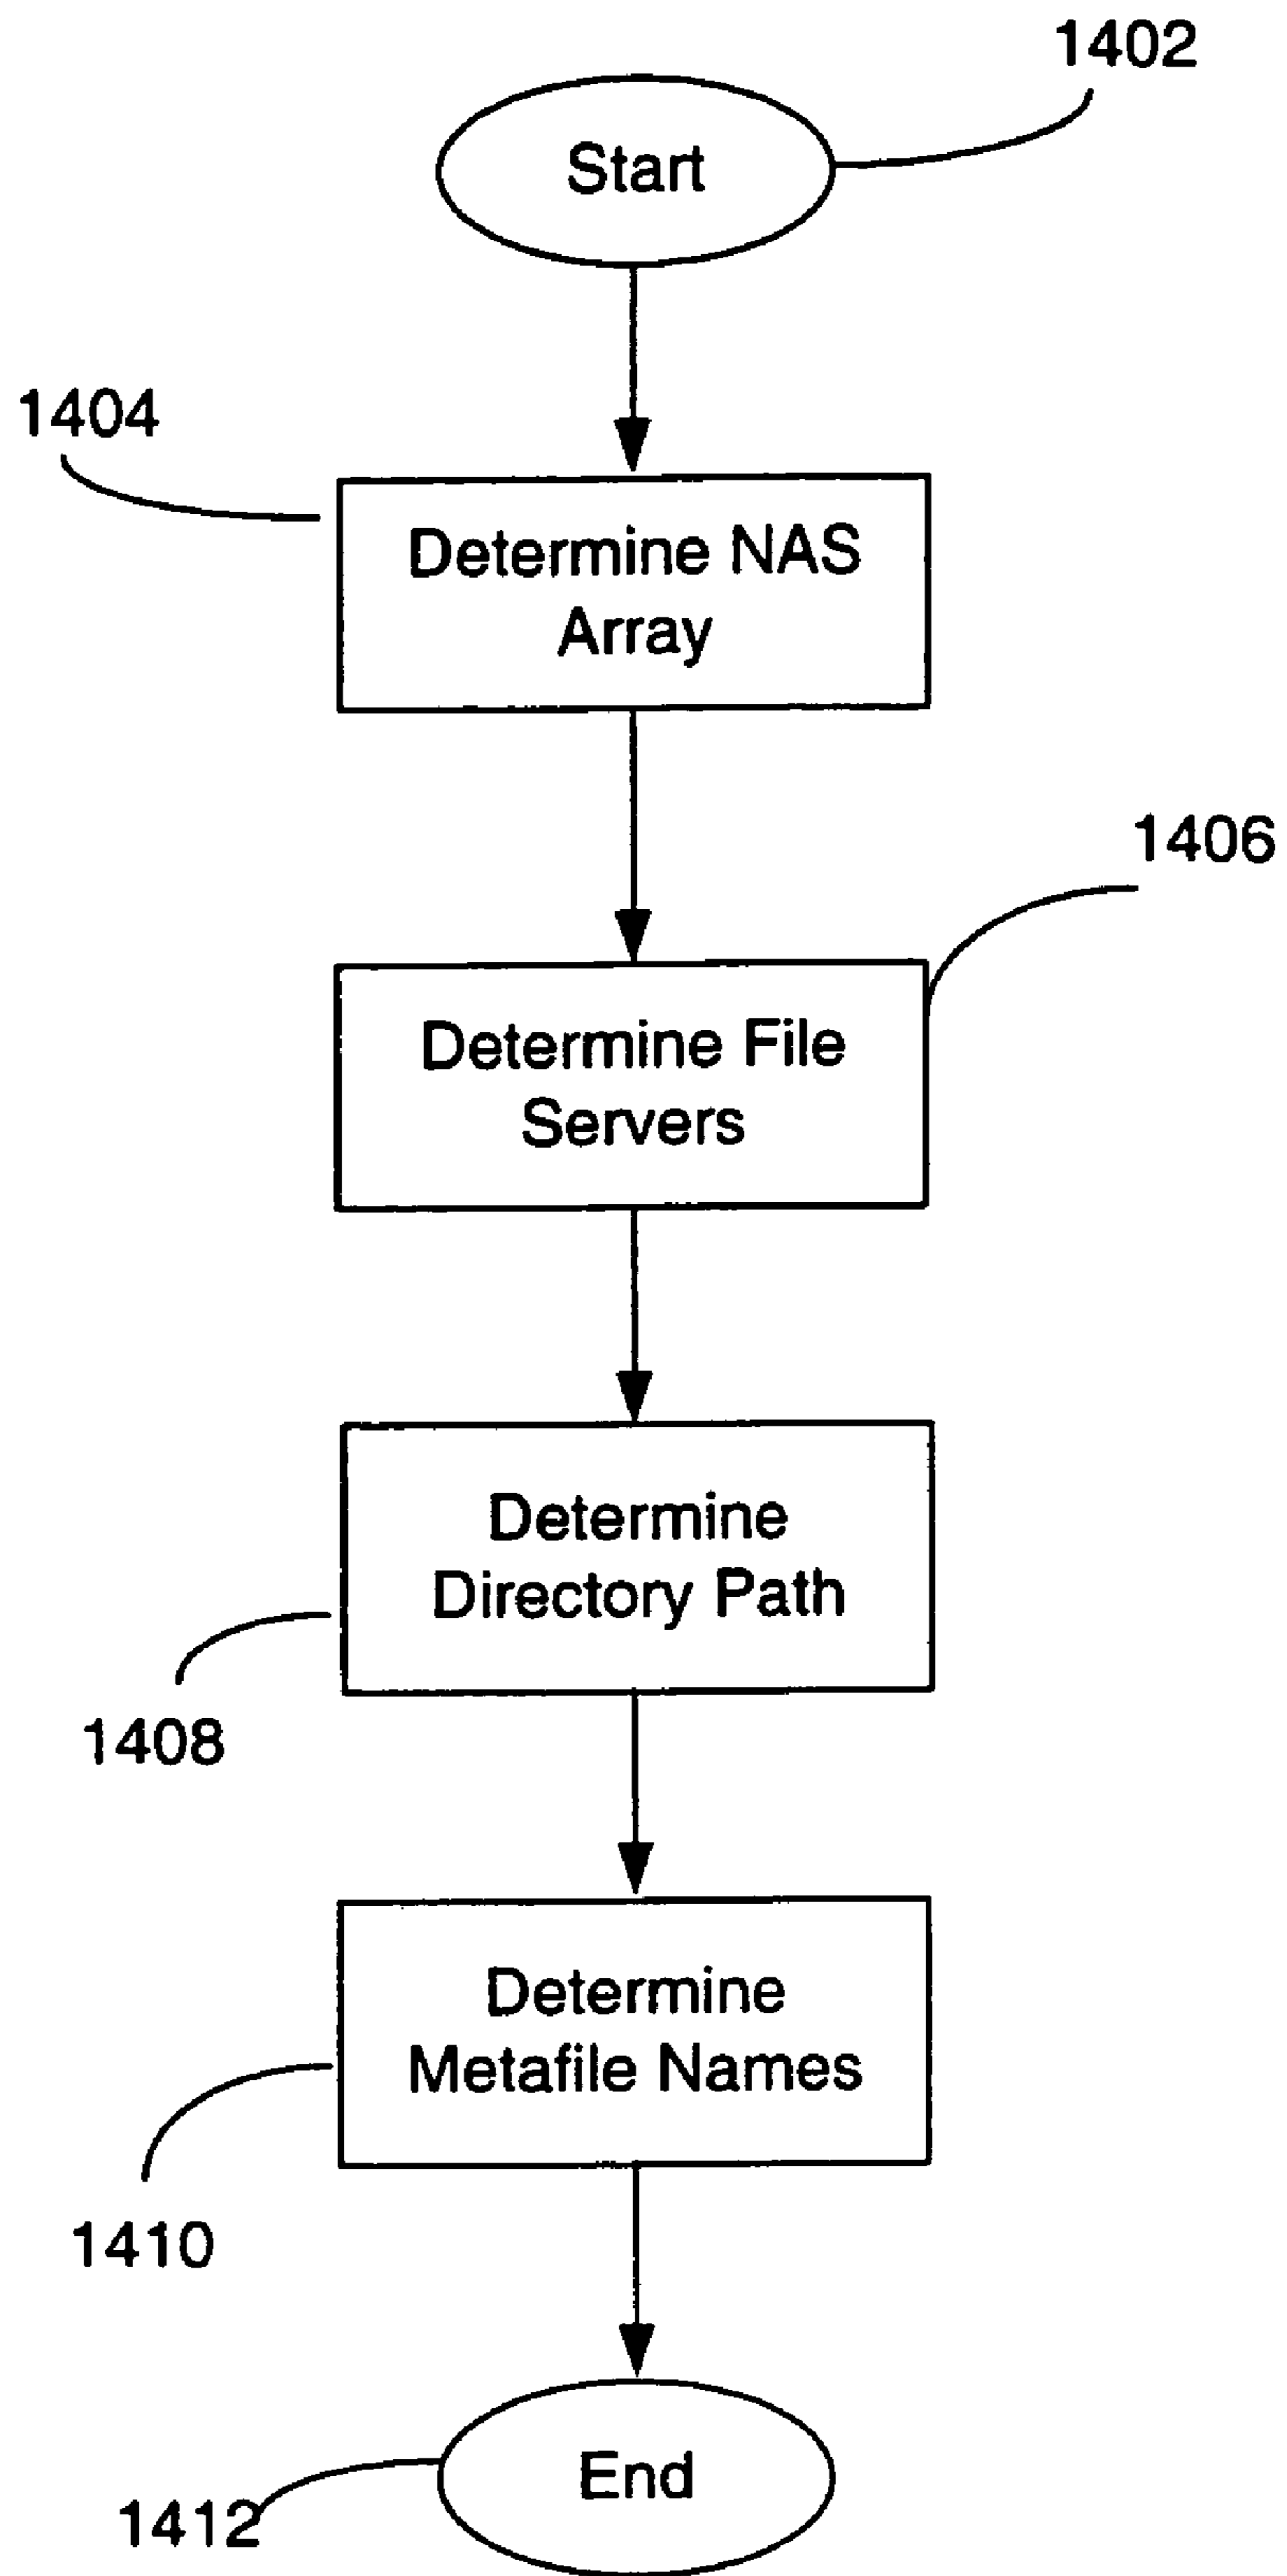 1402
Start
1404
Determine NAS
Array
1406
Determine File
Servers
Determine
Directory Path
1408
Determine
Metafile Names
1410
End
1412